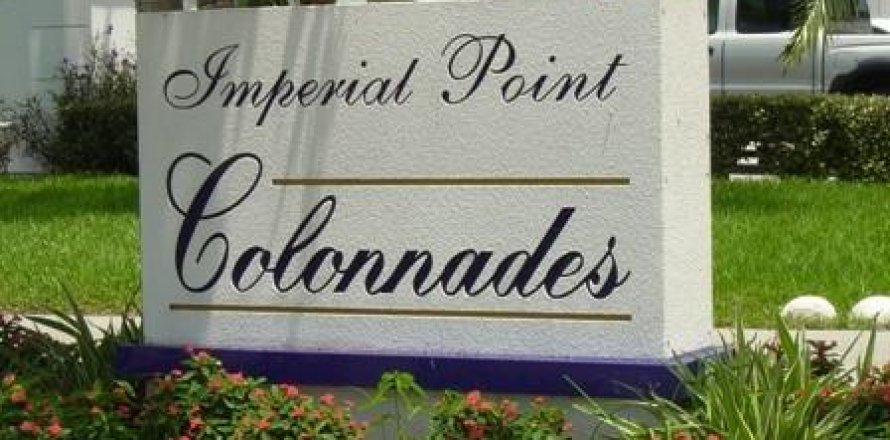 Imperial Point
Colonnades